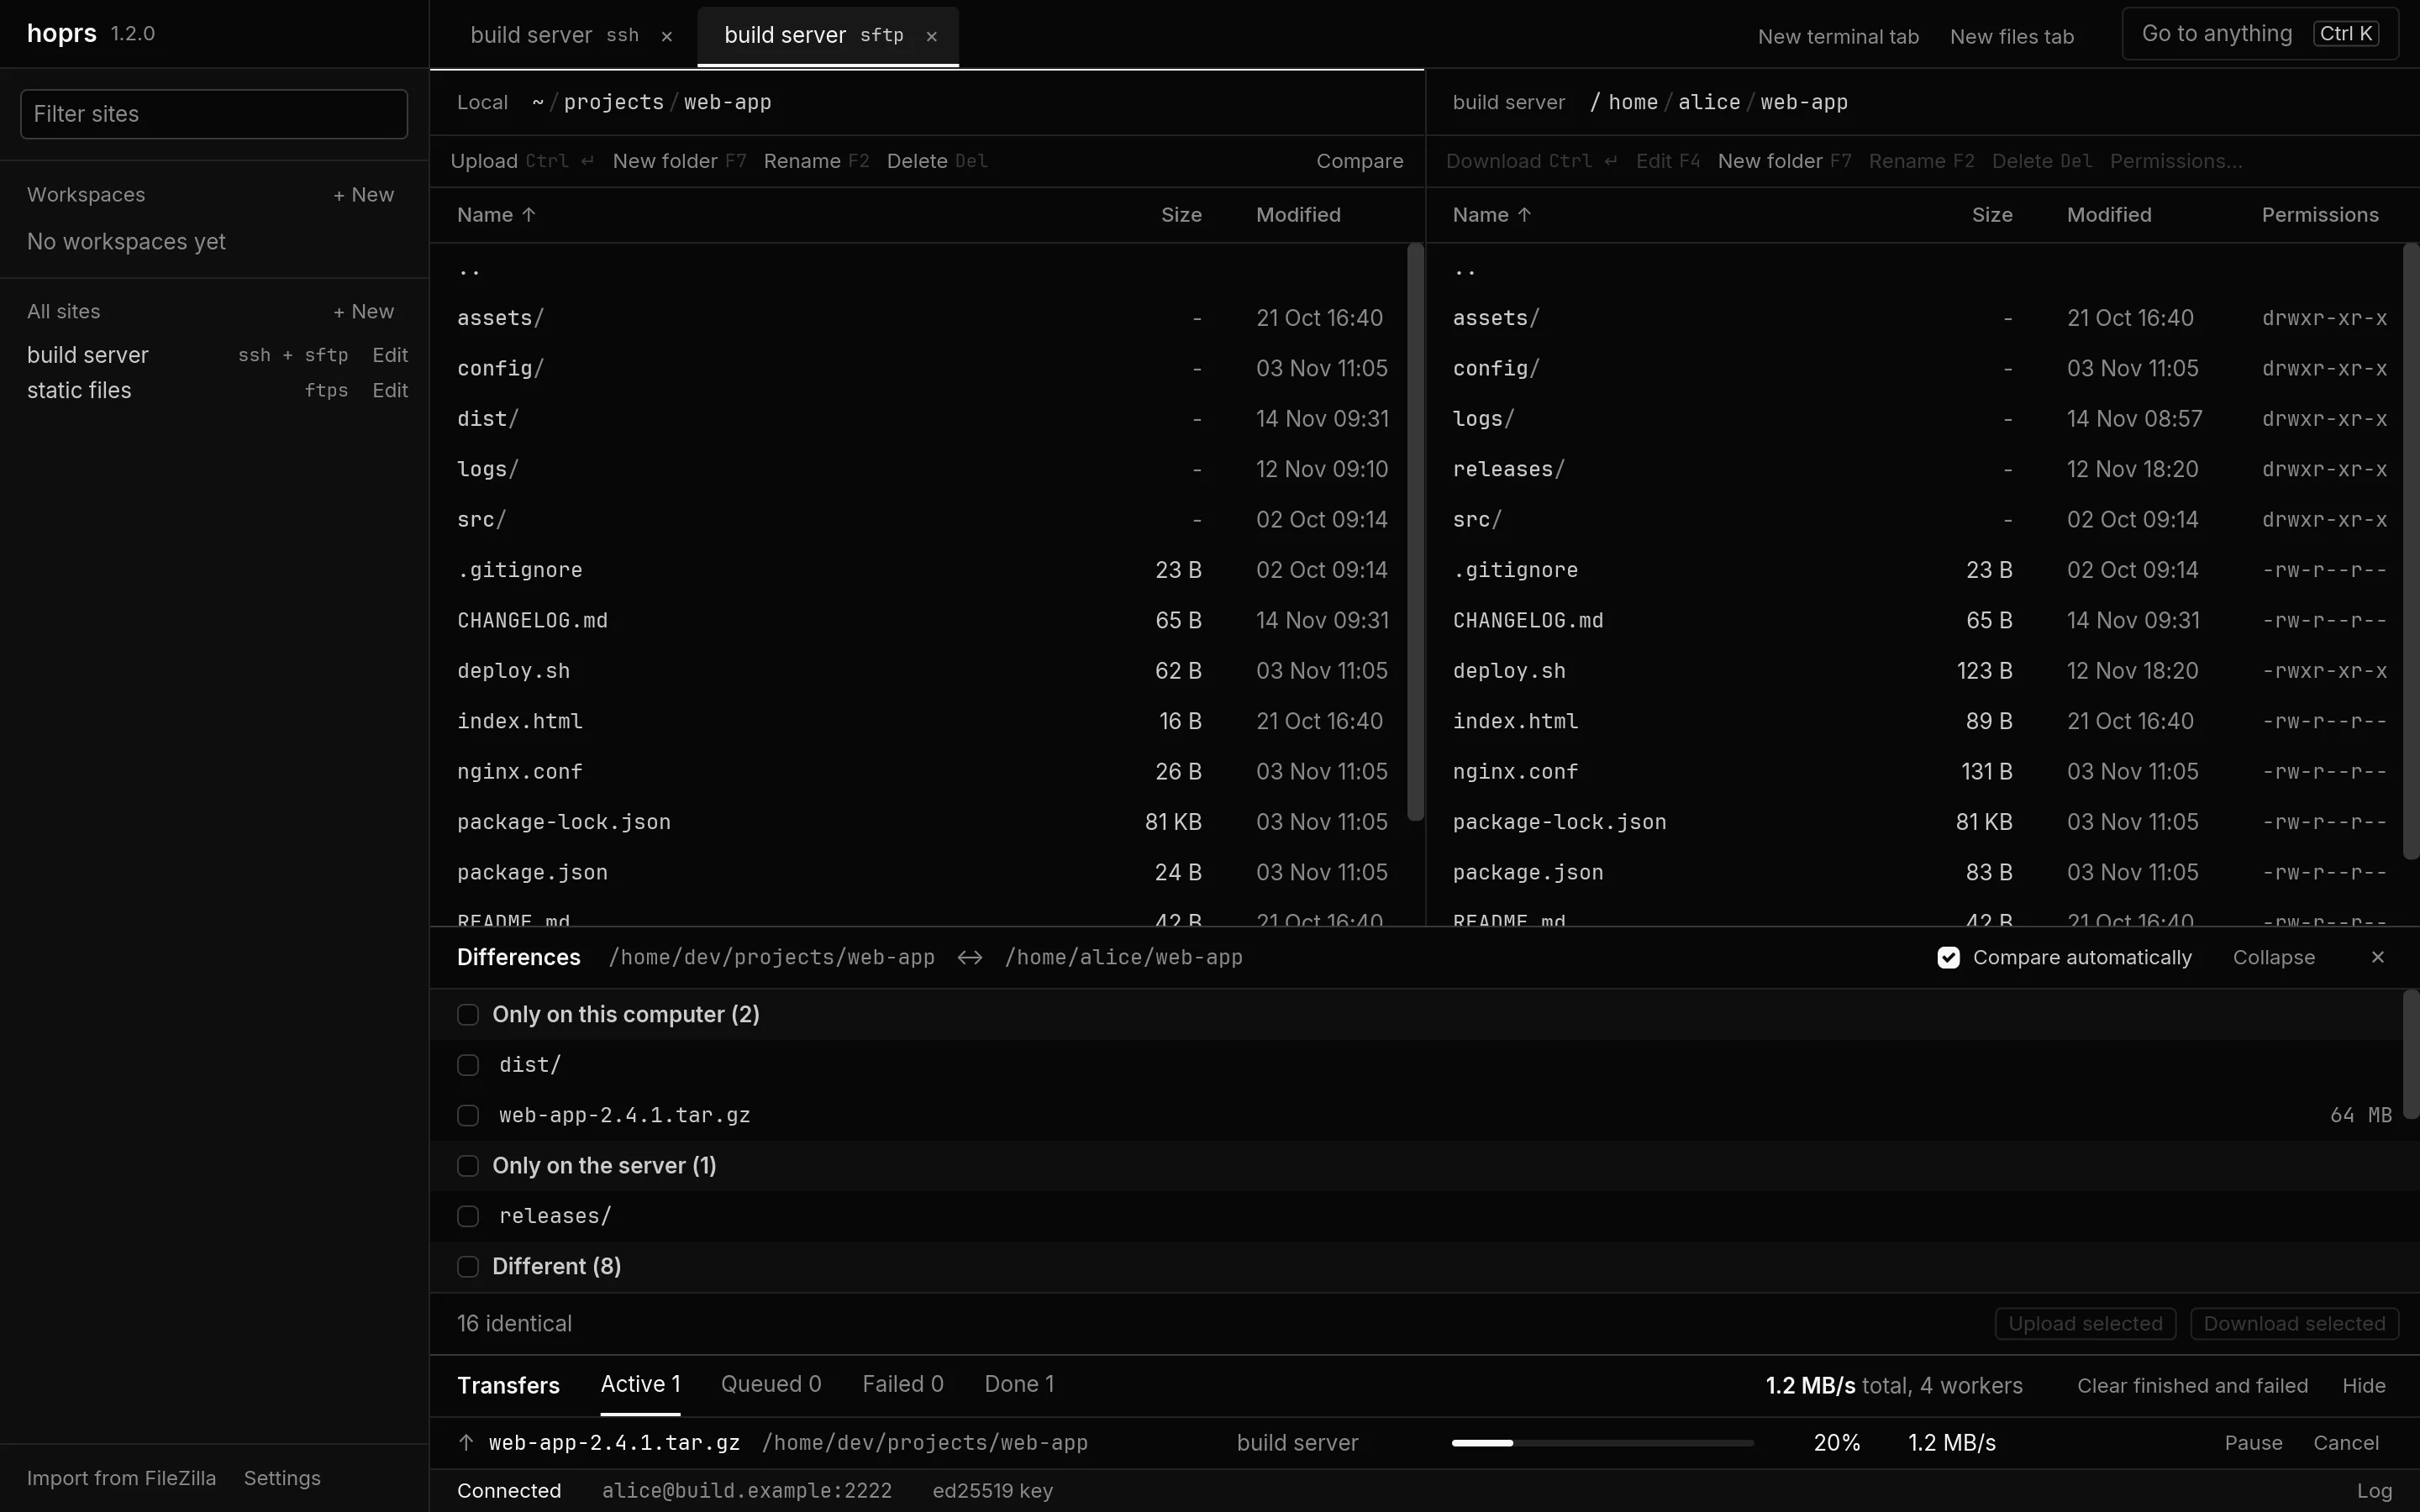 hoprs 1.2.0
build server ssh ×
build server sftp ×
New terminal tab New files tab Go to anything Ctrl K
Filter sites
Workspaces + New
No workspaces yet
All sites + New
build server ssh + sftp Edit
static files ftps Edit
Import from FileZilla Settings
Local ~/projects/web-app
Upload Ctrl ↵ New folder F7 Rename F2 Delete Del Compare
Name ↑ Size Modified
..
assets/ - 21 Oct 16:40
config/ - 03 Nov 11:05
dist/ - 14 Nov 09:31
logs/ - 12 Nov 09:10
src/ - 02 Oct 09:14
.gitignore 23 B 02 Oct 09:14
CHANGELOG.md 65 B 14 Nov 09:31
deploy.sh 62 B 03 Nov 11:05
index.html 16 B 21 Oct 16:40
nginx.conf 26 B 03 Nov 11:05
package-lock.json 81 KB 03 Nov 11:05
package.json 24 B 03 Nov 11:05
README.md 42 B 21 Oct 16:40
build server / home/alice/web-app
Download Ctrl ↵ Edit F4 New folder F7 Rename F2 Delete Del Permissions...
Name ↑ Size Modified Permissions
..
assets/ - 21 Oct 16:40 drwxr-xr-x
config/ - 03 Nov 11:05 drwxr-xr-x
logs/ - 14 Nov 08:57 drwxr-xr-x
releases/ - 12 Nov 18:20 drwxr-xr-x
src/ - 02 Oct 09:14 drwxr-xr-x
.gitignore 23 B 02 Oct 09:14 -rw-r--r--
CHANGELOG.md 65 B 14 Nov 09:31 -rw-r--r--
deploy.sh 123 B 12 Nov 18:20 -rwxr-xr-x
index.html 89 B 21 Oct 16:40 -rw-r--r--
nginx.conf 131 B 03 Nov 11:05 -rw-r--r--
package-lock.json 81 KB 03 Nov 11:05 -rw-r--r--
package.json 83 B 03 Nov 11:05 -rw-r--r--
README.md 42 B 21 Oct 16:40 -rw-r--r--
Differences /home/dev/projects/web-app ↔ /home/alice/web-app Compare automatically Collapse ×
Only on this computer (2)
dist/
web-app-2.4.1.tar.gz 64 MB
Only on the server (1)
releases/
Different (8)
16 identical Upload selected Download selected
Transfers Active 1 Queued 0 Failed 0 Done 1 1.2 MB/s total, 4 workers Clear finished and failed Hide
↑ web-app-2.4.1.tar.gz /home/dev/projects/web-app build server 20% 1.2 MB/s Pause Cancel
Connected alice@build.example:2222 ed25519 key Log